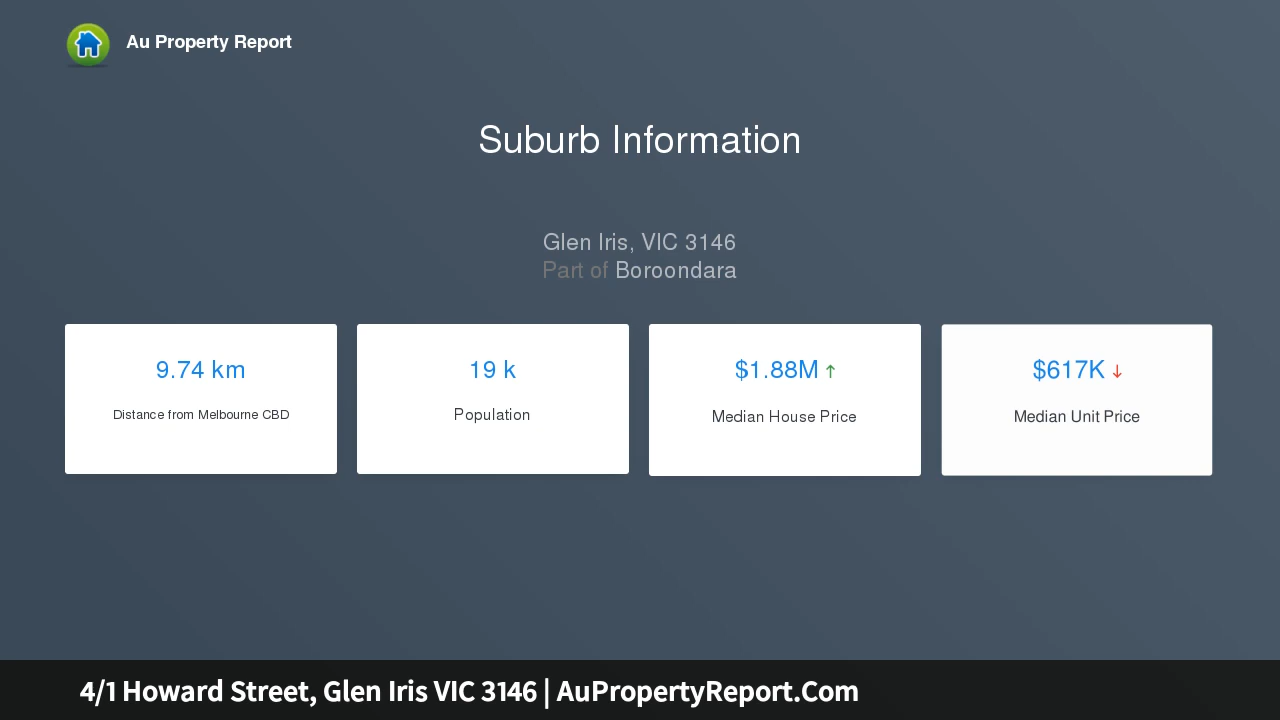 Au Property Report
Suburb Information
Glen Iris, VIC 3146
Part of Boroondara
9.74 km
Distance from Melbourne CBD
19 k
Population
$1.88M ↑
Median House Price
$617K ↓
Median Unit Price
4/1 Howard Street, Glen Iris VIC 3146 | AuPropertyReport.Com